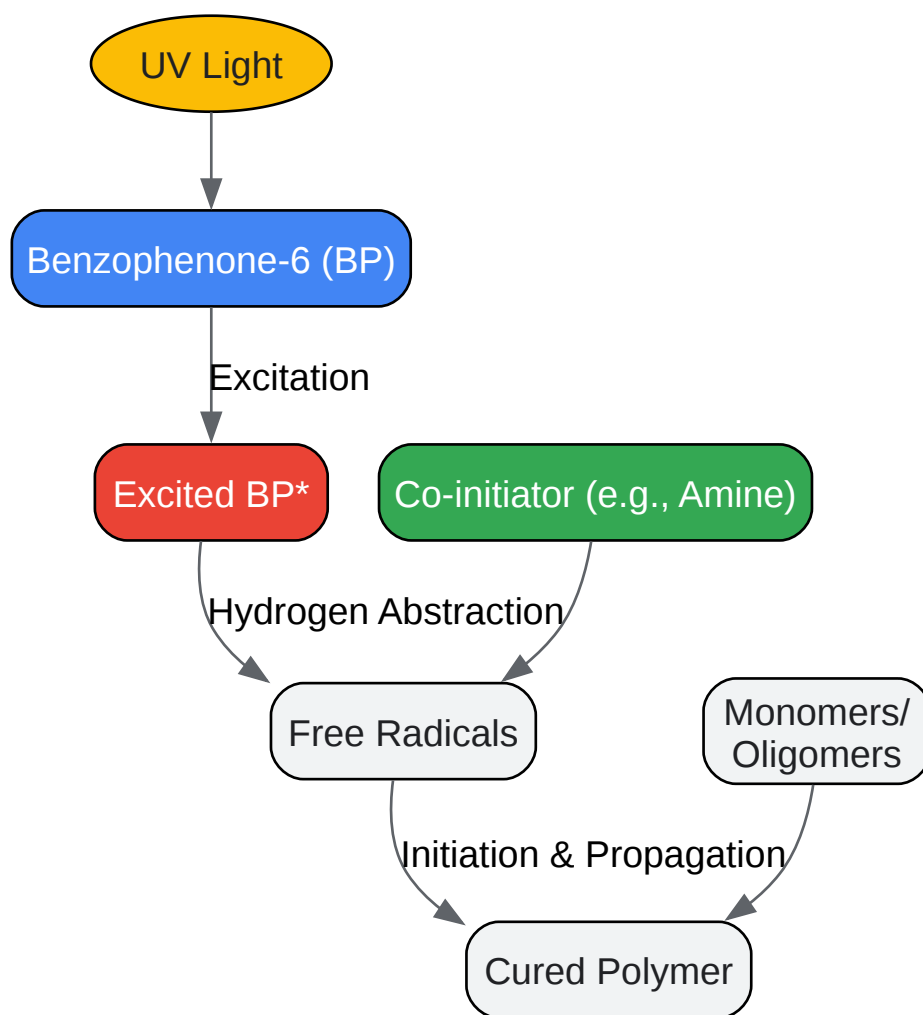 UV Light
Benzophenone-6 (BP)
Excitation
Excited BP*
Co-initiator (e.g., Amine)
Hydrogen Abstraction
Free Radicals
Monomers/
Oligomers
Initiation & Propagation
Cured Polymer